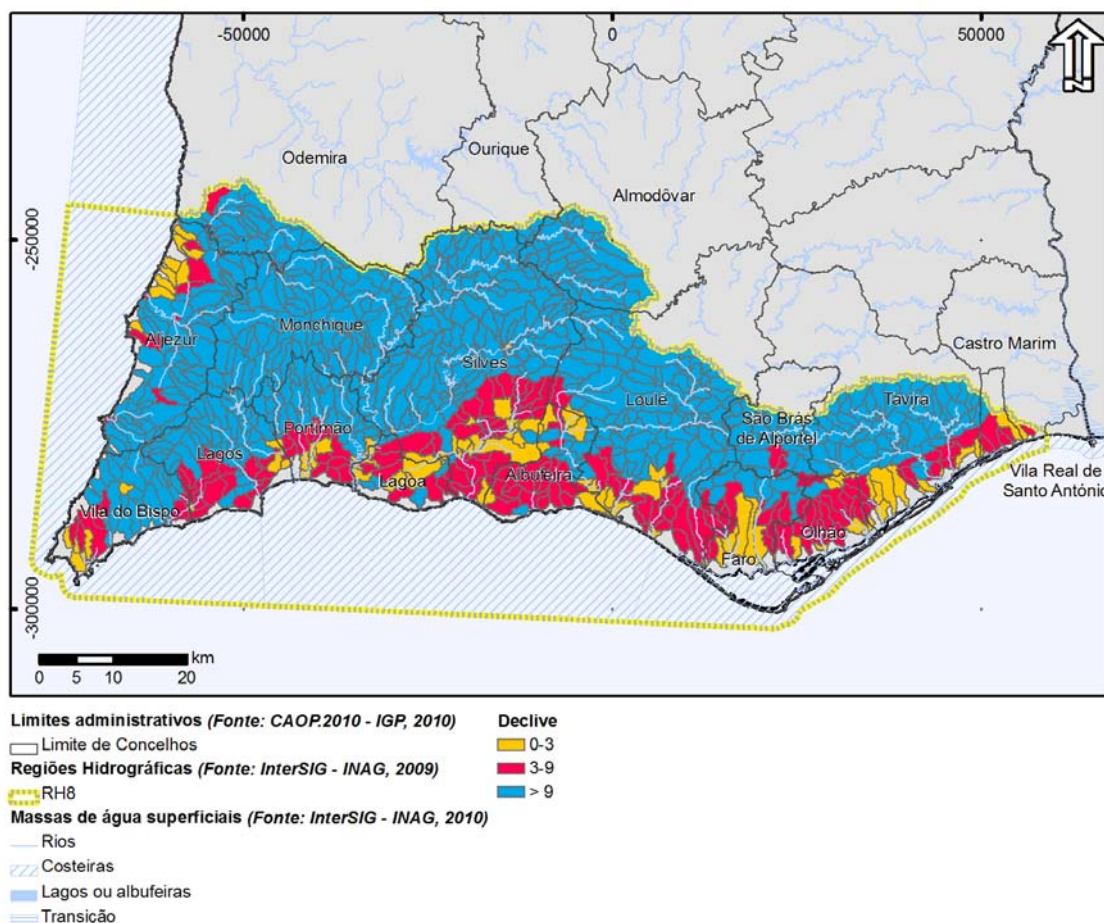 -50000 0 50000
N
Odemira
Ourique
Almodôvar
-250000
Castro Marim
Monchique
Aljezur
Silves
Loulé
Tavira
São Brás
de Alportel
Portimão
Lagos
Lagoa
Albufeira
Vila Real de
Santo António
Vila do Bispo
Olhão
Faro
-300000
km
0 5 10 20
Limites administrativos (Fonte: CAOP.2010 - IGP, 2010)
Limite de Concelhos
Regiões Hidrográficas (Fonte: InterSIG - INAG, 2009)
RH8
Massas de água superficiais (Fonte: InterSIG - INAG, 2010)
Rios
Costeiras
Lagos ou albufeiras
Transição
Declive
0-3
3-9
> 9